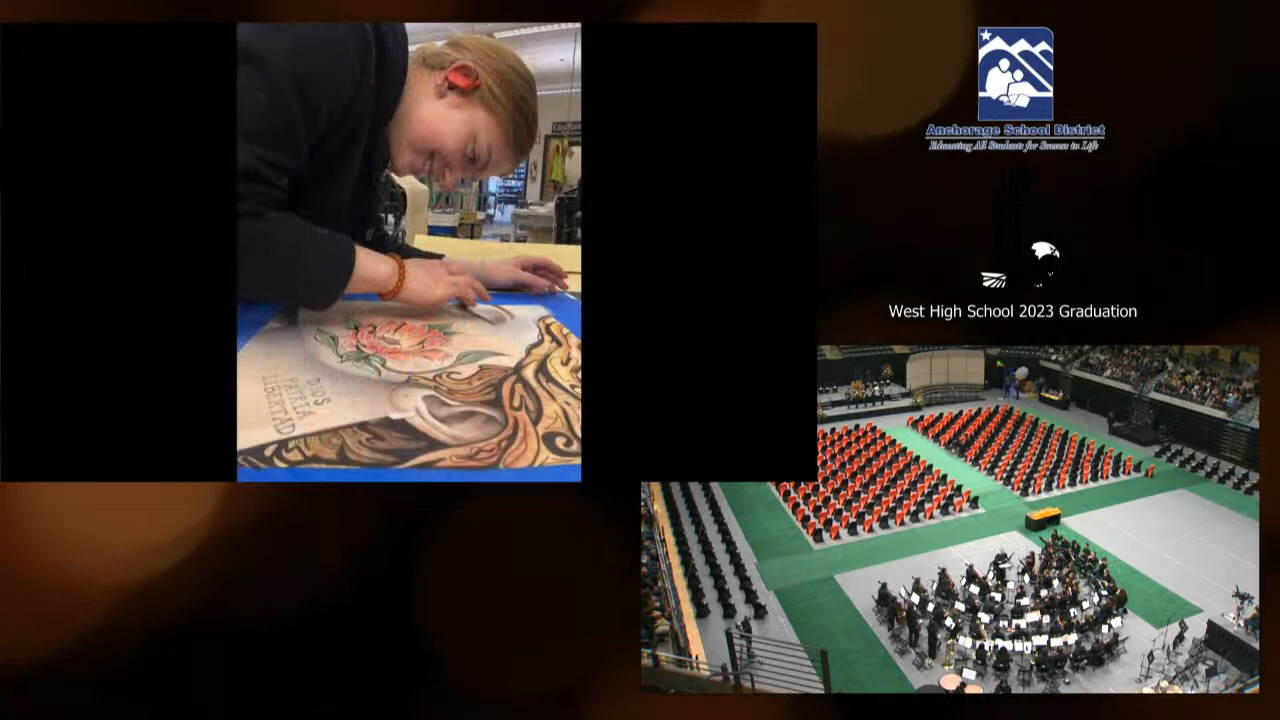 DIOS
PATRIA
LIBERTAD
Anchorage School District
Educating All Students for Success in Life
West High School 2023 Graduation